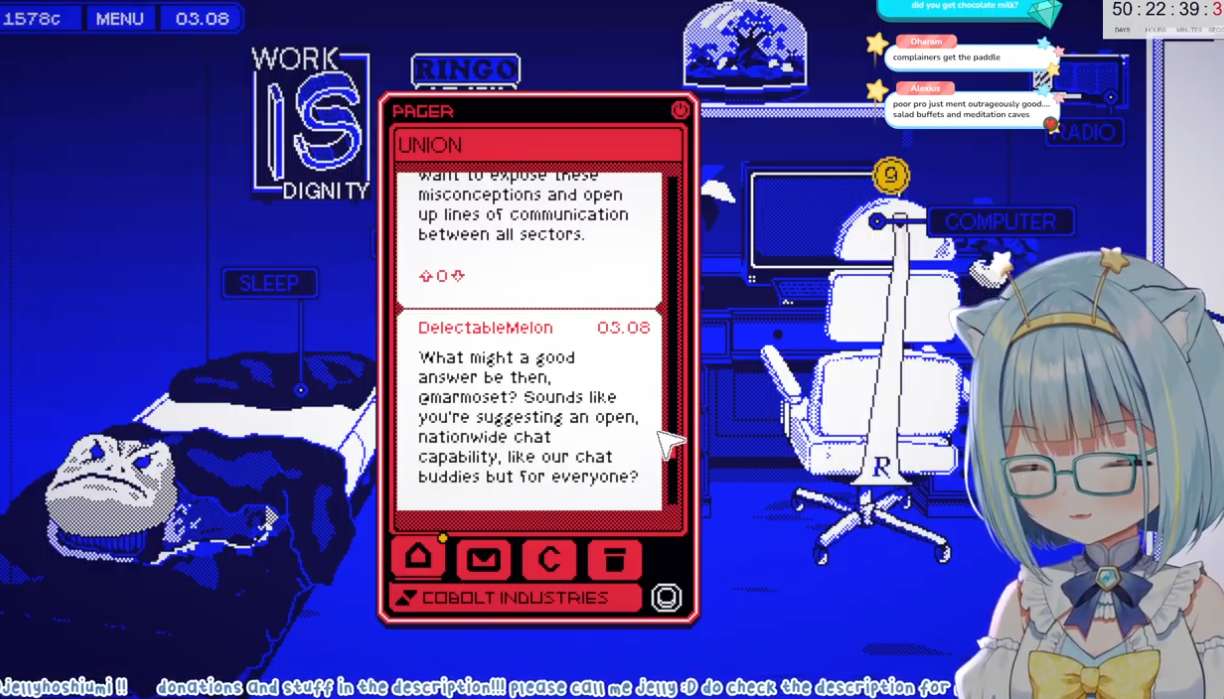 1578c
MENU
03.08
did you get chocolate milk?
50:22:39:3
DAYS HOURS MINUTES
Dharam
complainers get the paddle
Alexius
poor pro just ment outrageously good....
salad buffets and meditation caves
WORK
IS
DIGNITY
RINGO
RADIO
9
COMPUTER
SLEEP
R
PAGER
UNION
want to expose these
misconceptions and open
up lines of communication
between all sectors.
0
DelectableMelon 03.08
What might a good
answer be then,
@marmoset? Sounds like
you're suggesting an open,
nationwide chat
capability, like our chat
buddies but for everyone?
C
COBOLT INDUSTRIES
jellyhoshiumi !! donations and stuff in the description!!! please call me Jelly :D do check the description for